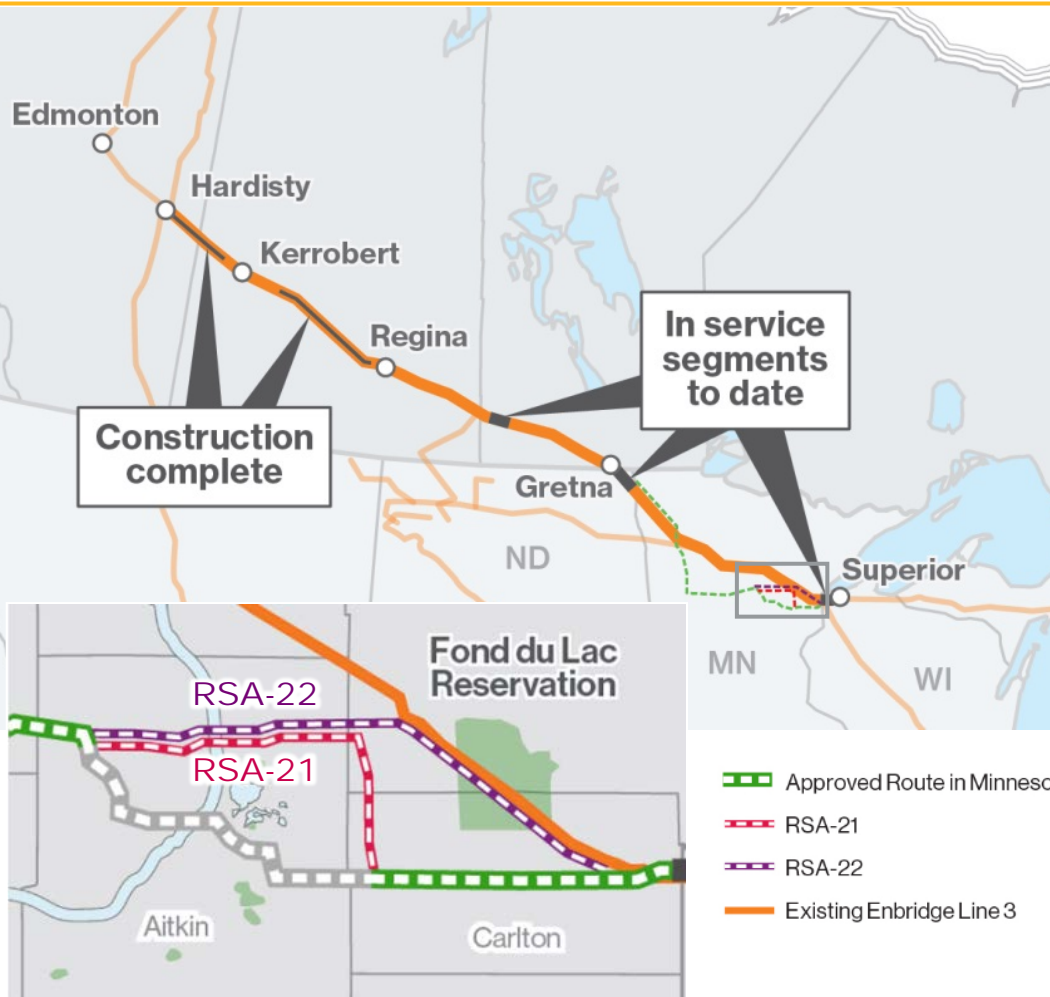 Edmonton
Hardisty
Kerrobert
Regina
In service
segments
to date
Construction
complete
Gretna
ND
Superior
MN
WI
Fond du Lac
Reservation
RSA-22
RSA-21
Aitkin
Carlton
Approved Route in Minneso
RSA-21
RSA-22
Existing Enbridge Line 3